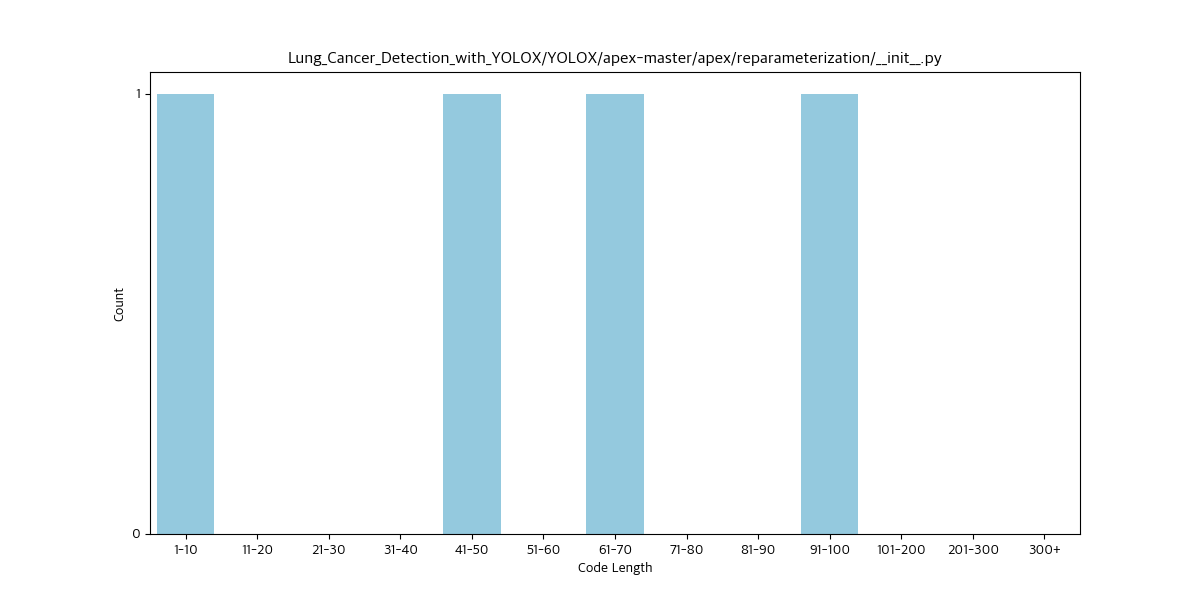 Lung_Cancer_Detection_with_YOLOX/YOLOX/apex-master/apex/reparameterization/__init__.py
1
Count
0
1-10 11-20 21-30 31-40 41-50 51-60 61-70 71-80 81-90 91-100 101-200 201-300 300+
Code Length